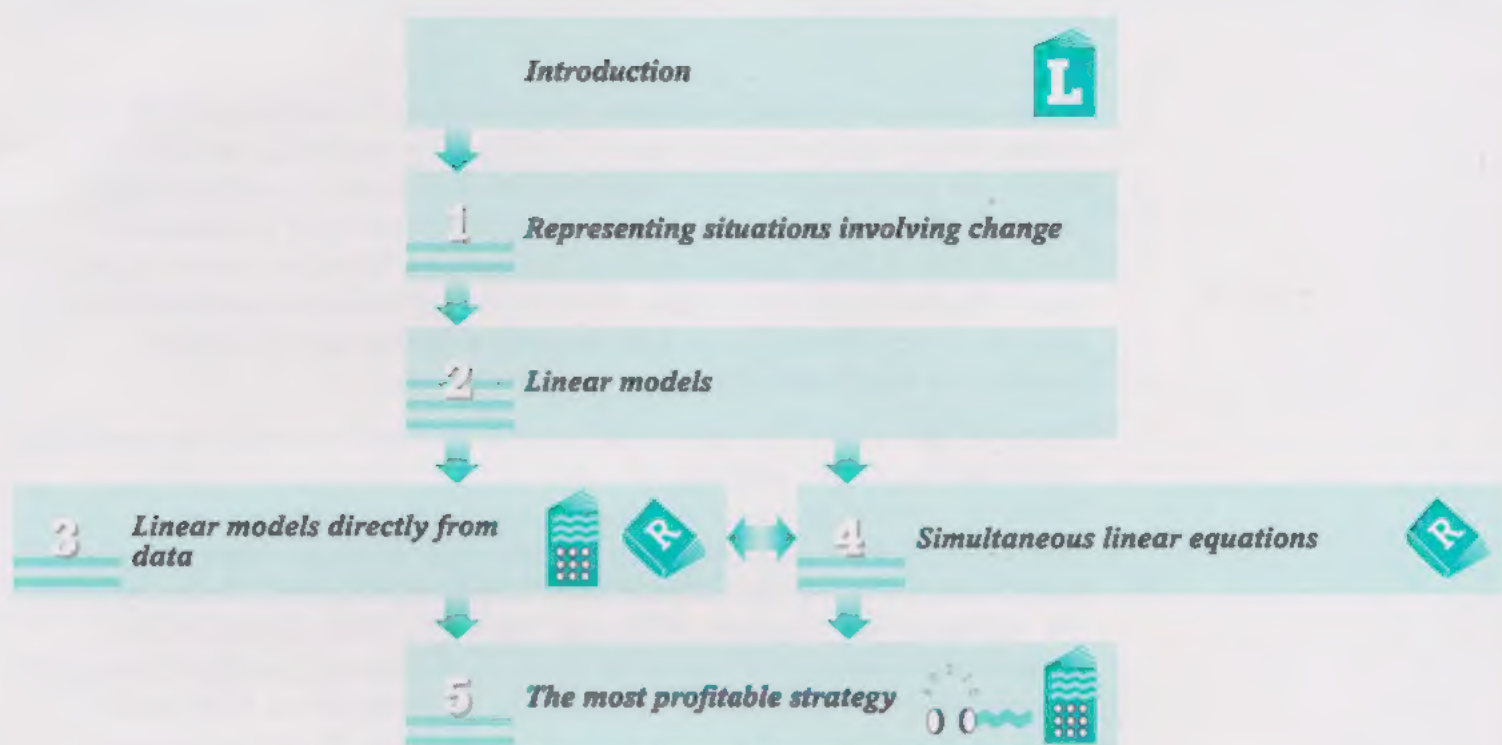 Introduction
L
1
Representing situations involving change
2
Linear models
3
Linear models directly from
data
R
4
Simultaneous linear equations
R
5
The most profitable strategy